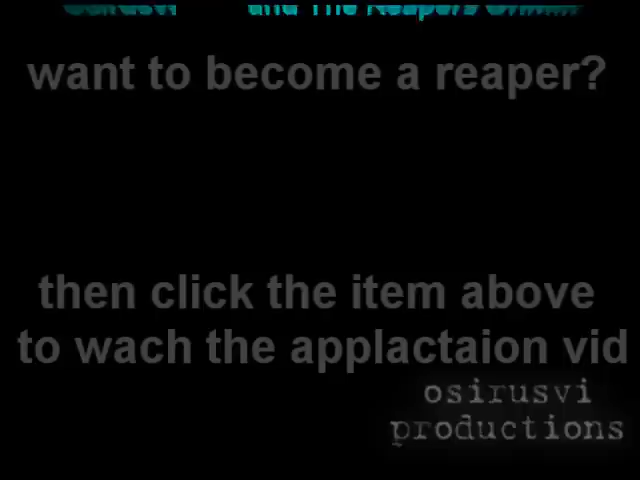 and The Reapers
want to become a reaper?
then click the item above
to wach the applactaion vid
osirusvi
productions